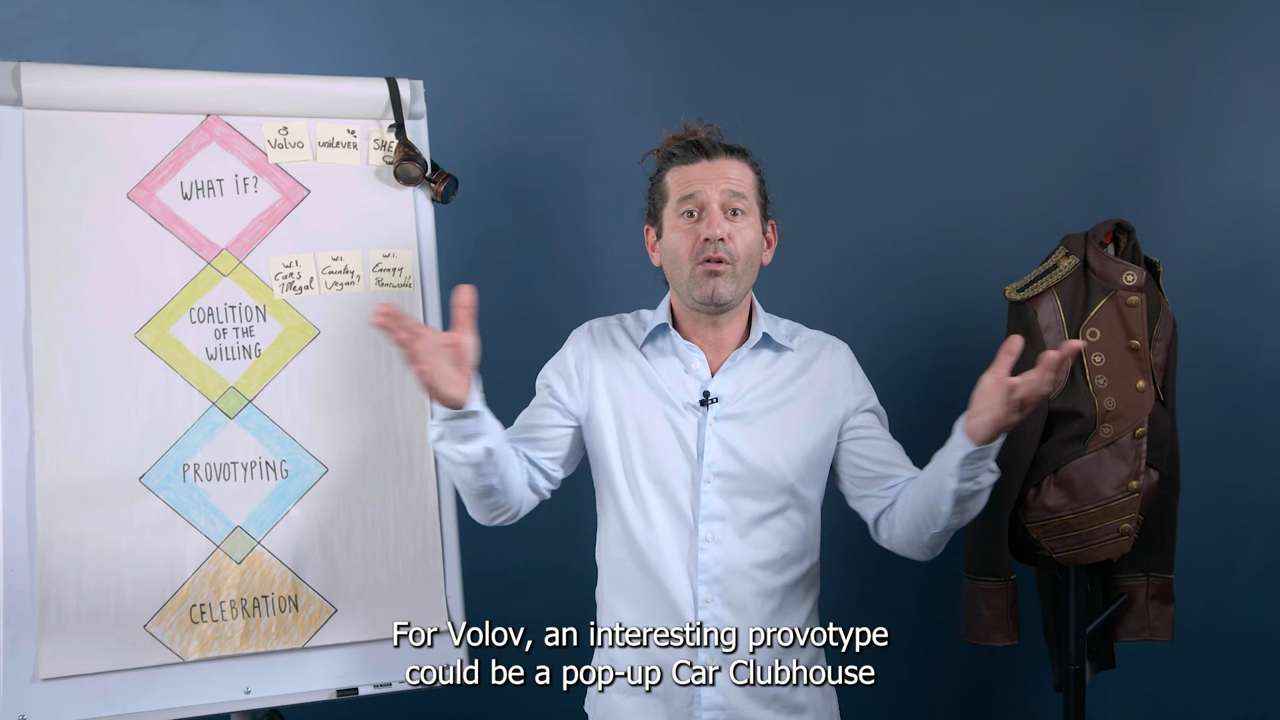 Volvo
uniLEVER
SHE
WHAT iF?
W.I.
CaRS
Illegal
W.I.
Country
Vegan?
W.I.
Energy
Renewable
COALITION
OF THE
WILLING
PROVOTYPING
CELEBRATION
For Volov, an interesting provotype
could be a pop-up Car Clubhouse